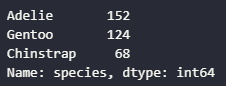 Adelie       152
Gentoo       124
Chinstrap     68
Name: species, dtype: int64